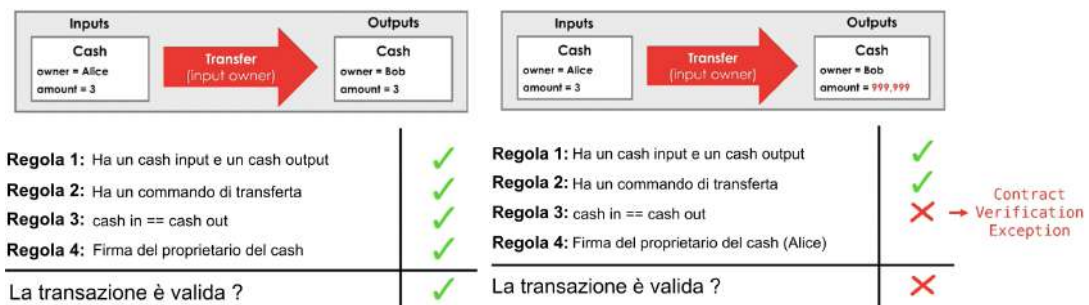 Inputs
Outputs
Cash
owner = Alice
amount = 3
Transfer
(input owner)
Cash
owner = Bob
amount = 3
Regola 1: Ha un cash input e un cash output
Regola 2: Ha un commando di transferta
Regola 3: cash in == cash out
Regola 4: Firma del proprietario del cash
La transazione è valida ?
Inputs
Outputs
Cash
owner = Alice
amount = 3
Transfer
(input owner)
Cash
owner = Bob
amount = 999,999
Regola 1: Ha un cash input e un cash output
Regola 2: Ha un commando di transferta
Regola 3: cash in == cash out
Regola 4: Firma del proprietario del cash (Alice)
La transazione è valida ?
Contract
Verification
Exception